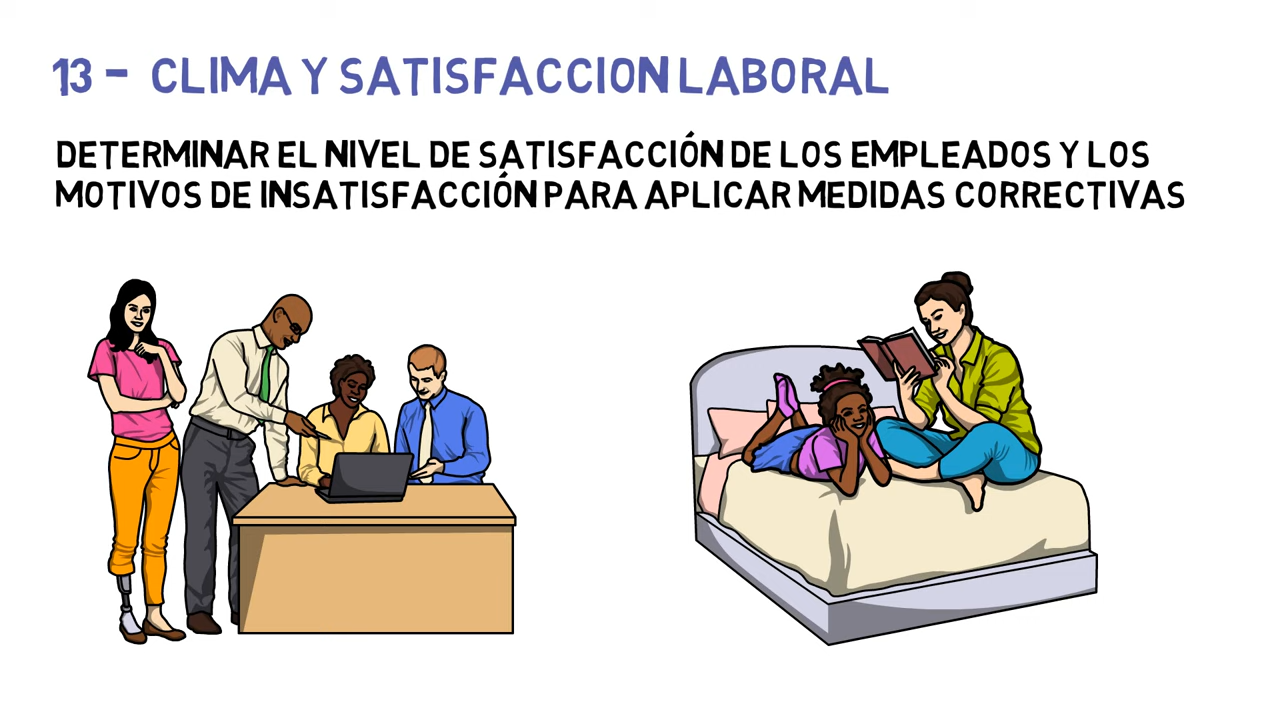 13 - CLIMA Y SATISFACCION LABORAL
DETERMINAR EL NIVEL DE SATISFACCIÓN DE LOS EMPLEADOS Y LOS
MOTIVOS DE INSATISFACCIÓN PARA APLICAR MEDIDAS CORRECTIVAS